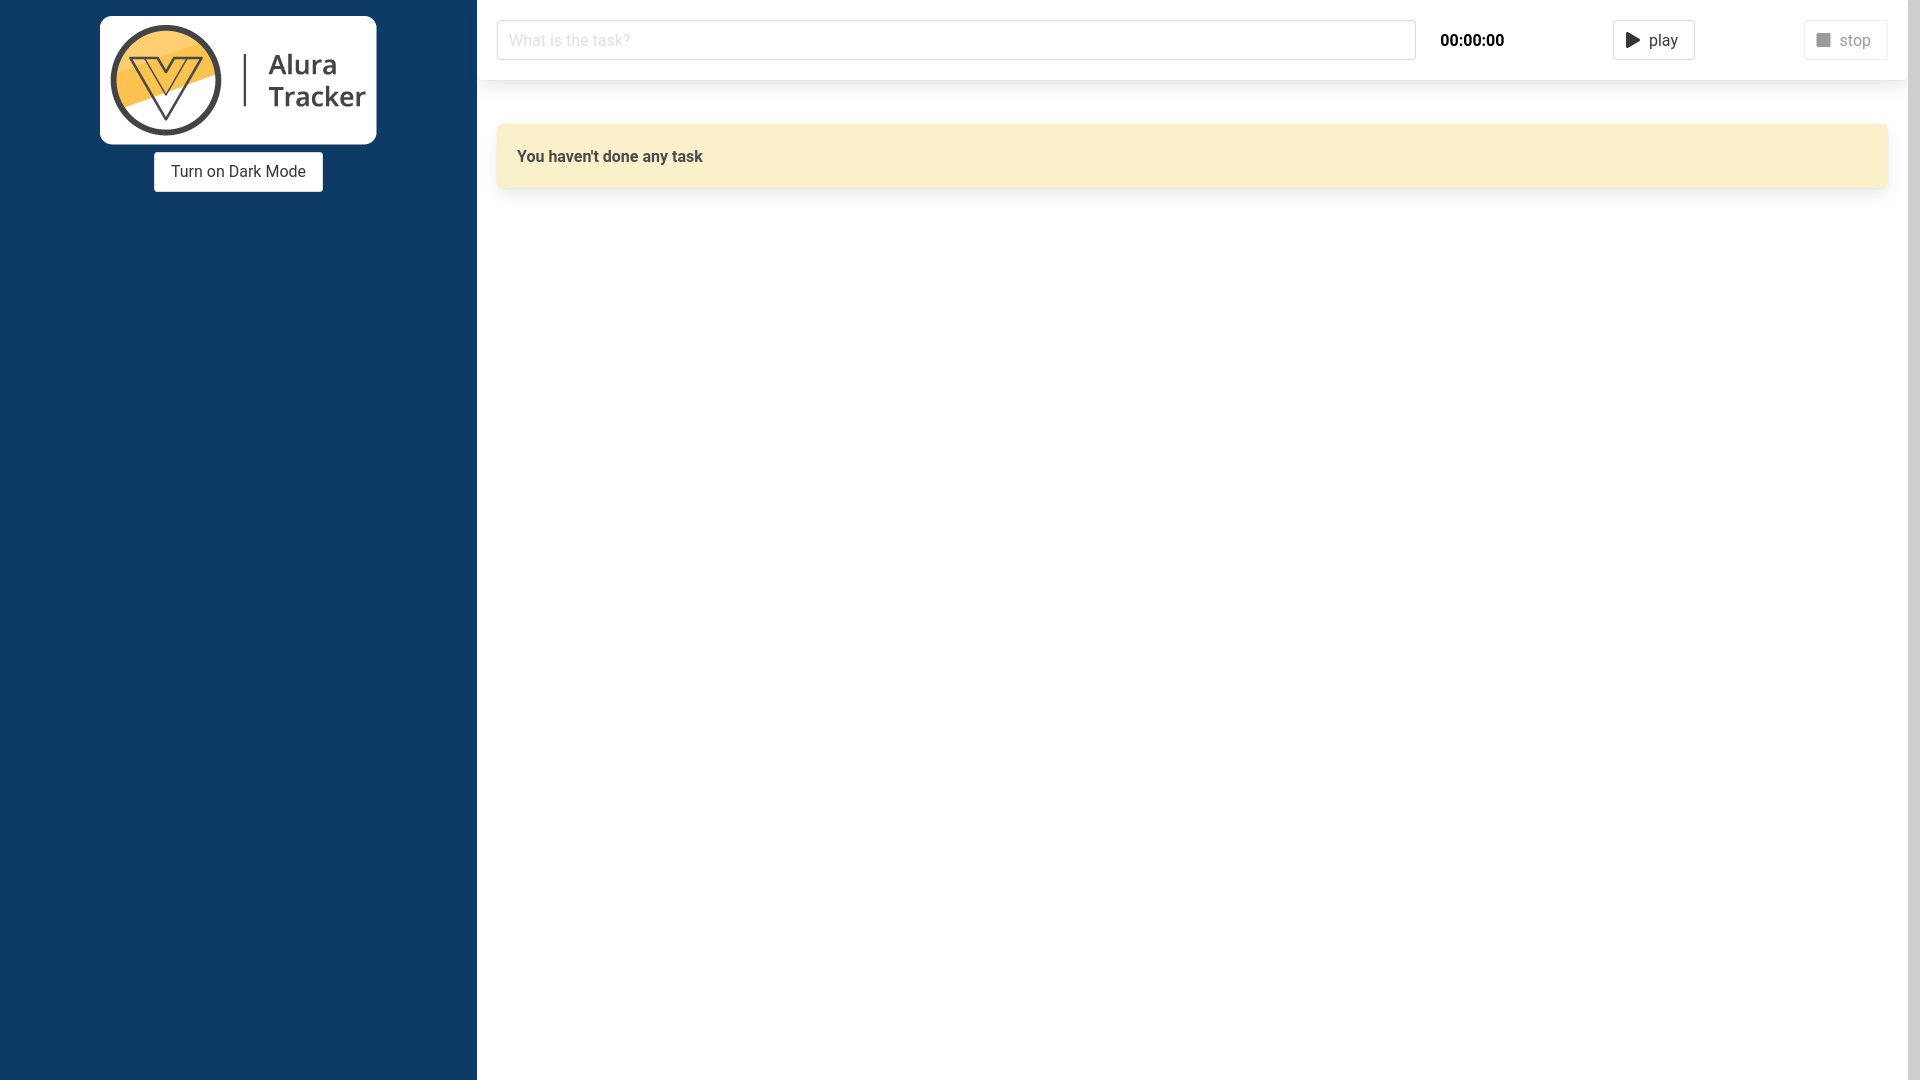 Alura
Tracker
Turn on Dark Mode
What is the task?
00:00:00
play
stop
You haven't done any task